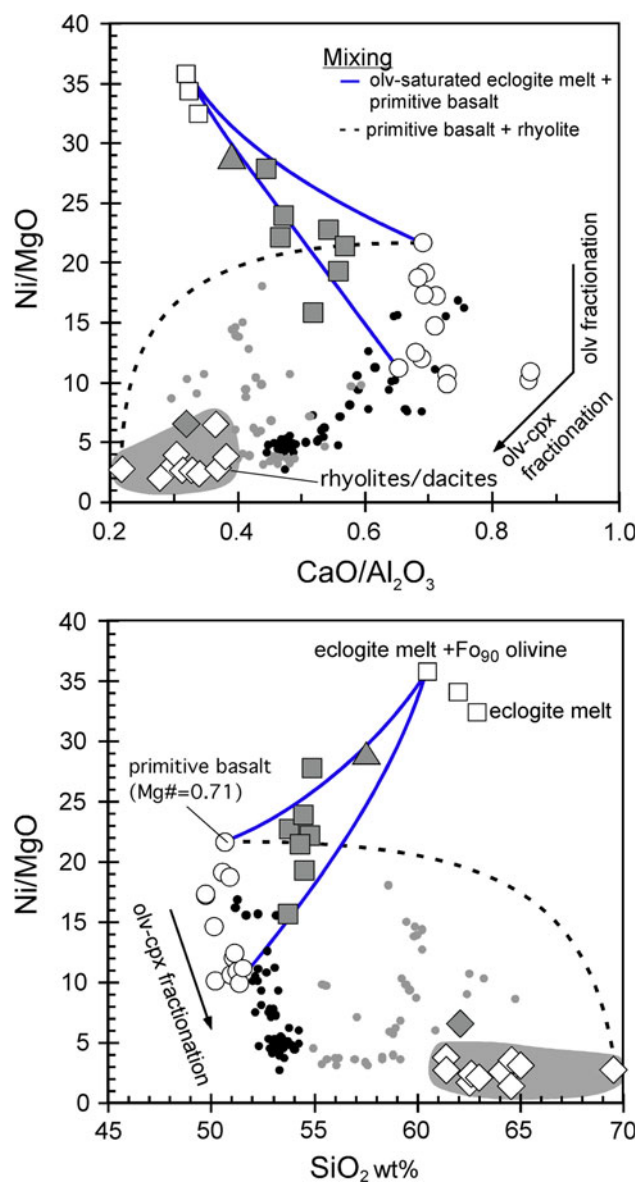 40
35
30
25
20
15
10
5
0
Ni/MgO
Mixing
olv-saturated eclogite melt +
primitive basalt
primitive basalt + rhyolite
olv fractionation
olv-cpx
fractionation
rhyolites/dacites
0.2 0.4 0.6 0.8 1.0
CaO/Al₂O₃
40
35
30
25
20
15
10
5
0
Ni/MgO
eclogite melt +Fo₉₀ olivine
eclogite melt
primitive basalt
(Mg#=0.71)
olv-cpx fractionation
45 50 55 60 65 70
SiO₂ wt%